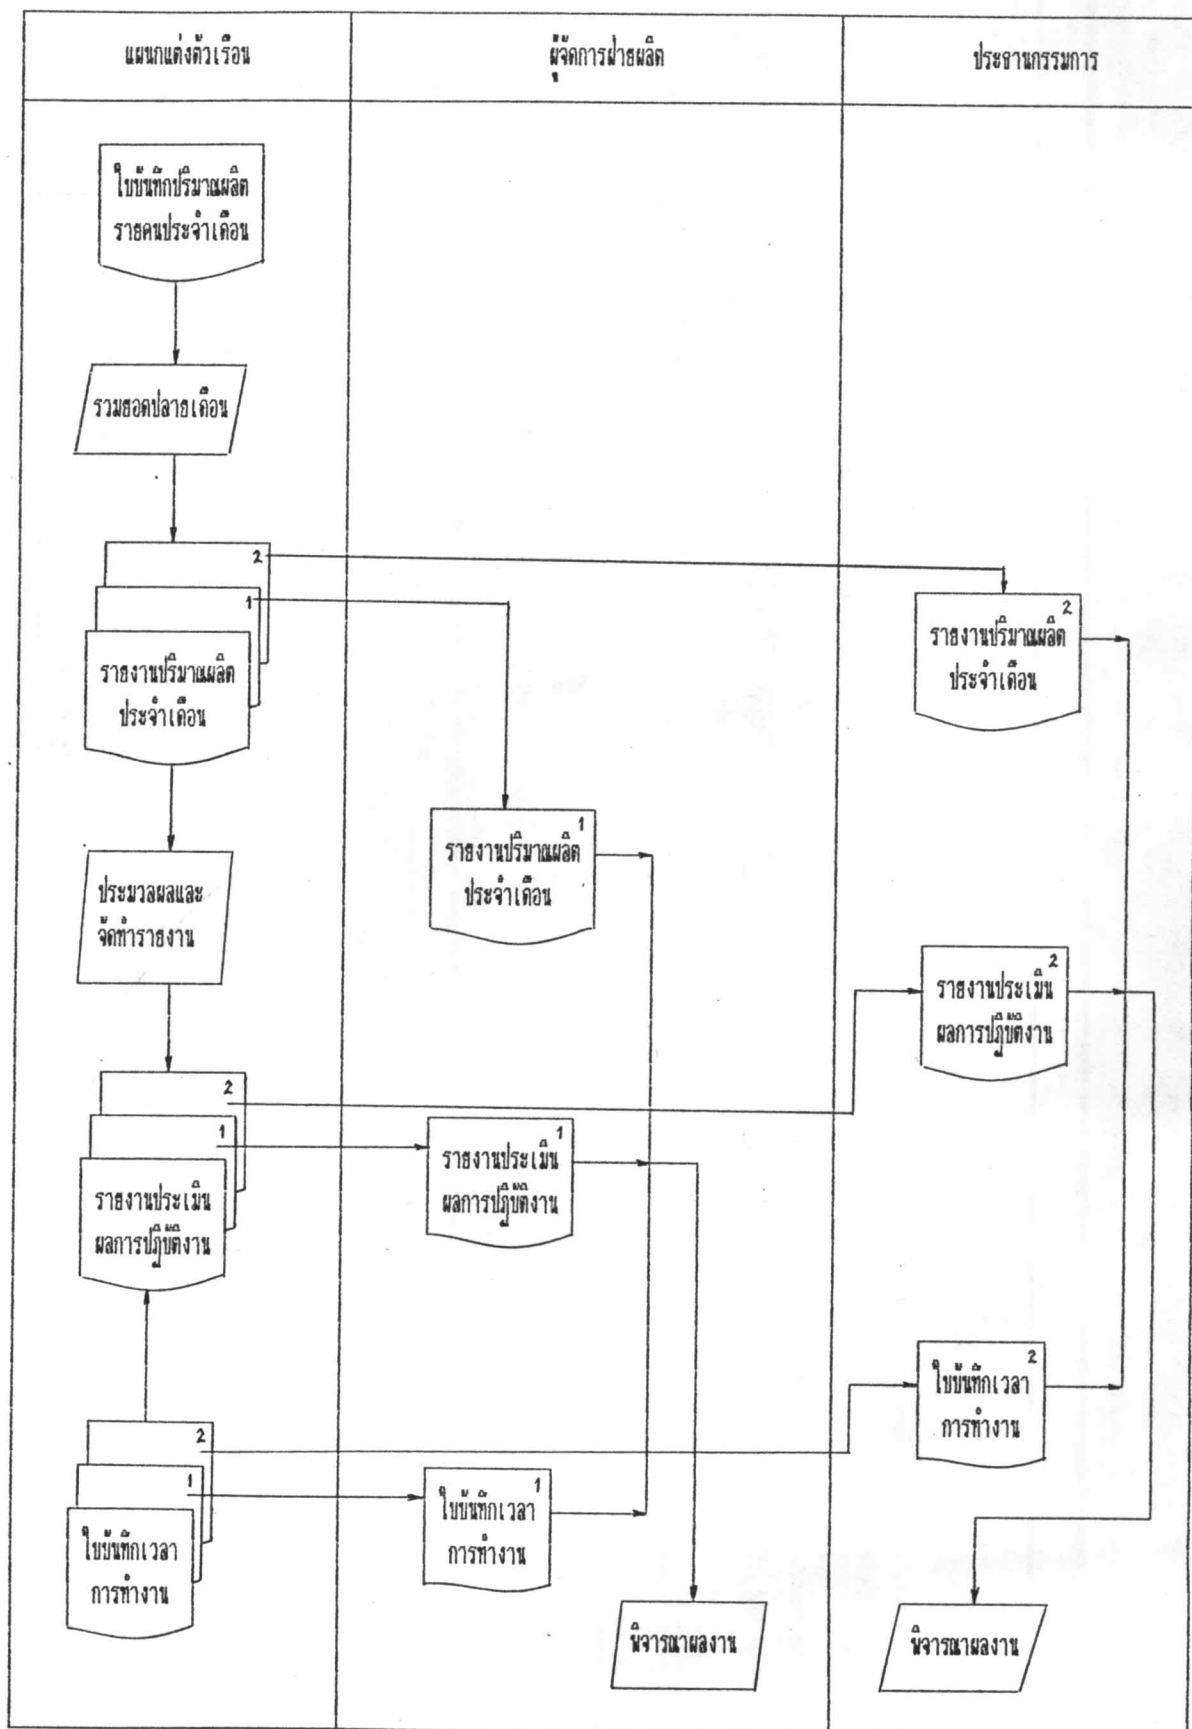 แผนกแต่งตัวเรือน
ผู้จัดการฝ่ายผลิต
ประธานกรรมการ
ใบบันทึกปริมาณผลิต
รายคนประจำเดือน
รวมยอดปลายเดือน
2
1
รายงานปริมาณผลิต
ประจำเดือน
2
รายงานปริมาณผลิต
ประจำเดือน
1
รายงานปริมาณผลิต
ประจำเดือน
ประมวลผลและ
จัดทำรายงาน
2
รายงานประเมิน
ผลการปฏิบัติงาน
2
1
รายงานประเมิน
ผลการปฏิบัติงาน
1
รายงานประเมิน
ผลการปฏิบัติงาน
2
ใบบันทึกเวลา
การทำงาน
2
1
ใบบันทึกเวลา
การทำงาน
1
ใบบันทึกเวลา
การทำงาน
พิจารณาผลงาน
พิจารณาผลงาน